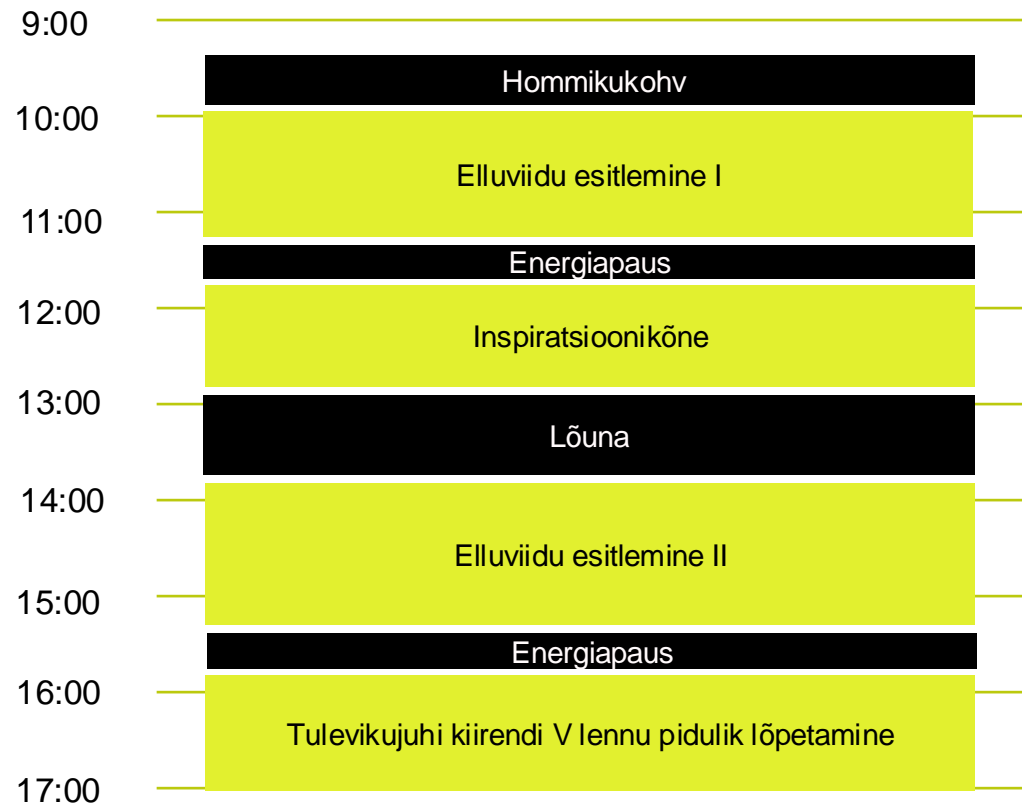 9:00
Hommikukohv
10:00
Elluviidu esitlemine I
11:00
Energiapaus
12:00
Inspiratsioonikõne
13:00
Lõuna
14:00
Elluviidu esitlemine II
15:00
Energiapaus
16:00
Tulevikujuhi kiirendi V lennu pidulik lõpetamine
17:00